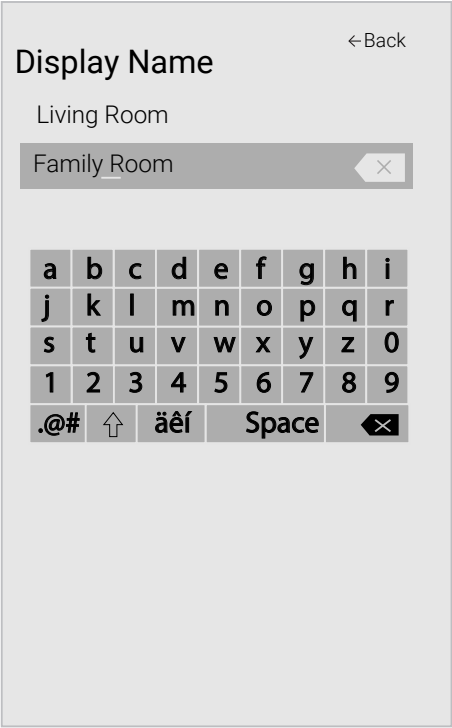 ←Back
Display Name
Living Room
Family Room
a b c d e f g h i
j k l m n o p q r
s t u v w x y z 0
1 2 3 4 5 6 7 8 9
.@# äêí Space